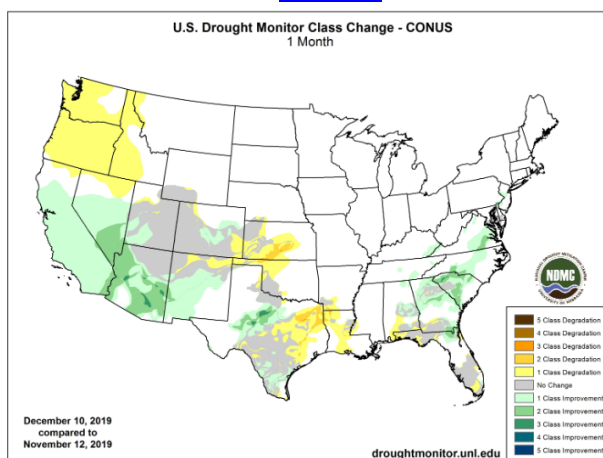 U.S. Drought Monitor Class Change - CONUS
1 Month
NDMC
5 Class Degradation
4 Class Degradation
3 Class Degradation
2 Class Degradation
1 Class Degradation
No Change
1 Class Improvement
2 Class Improvement
3 Class Improvement
4 Class Improvement
5 Class Improvement
December 10, 2019
compared to
November 12, 2019
droughtmonitor.unl.edu